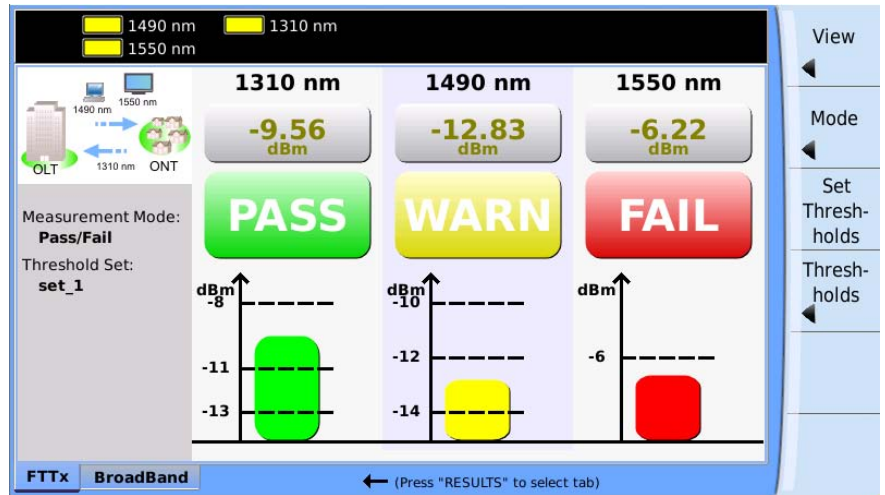 1490 nm
1310 nm
1550 nm
1490 nm
1550 nm
1310 nm
OLT
ONT
Measurement Mode:
Pass/Fail
Threshold Set:
set_1
1310 nm
-9.56
dBm
PASS
dBm
-8
-11
-13
1490 nm
-12.83
dBm
WARN
dBm
-10
-12
-14
1550 nm
-6.22
dBm
FAIL
dBm
-6
View
Mode
Set
Thresh-
holds
Thresh-
holds
FTTx
BroadBand
(Press "RESULTS" to select tab)